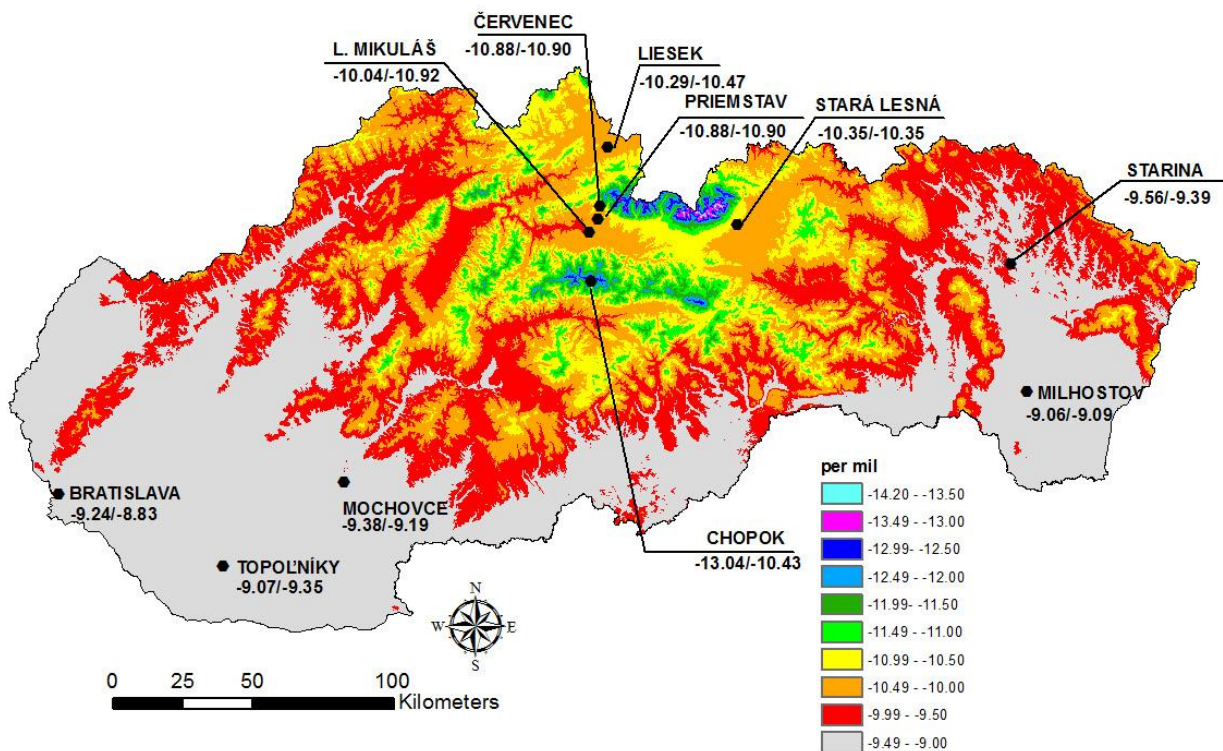 ČERVENEC
-10.88/-10.90
L. MIKULÁŠ
-10.04/-10.92
LIESEK
-10.29/-10.47
PRIEMSTAV
-10.88/-10.90
STARÁ LESNÁ
-10.35/-10.35
STARINA
-9.56/-9.39
MILHOSTOV
-9.06/-9.09
BRATISLAVA
-9.24/-8.83
MOCHOVCE
-9.38/-9.19
TOPOĽNÍKY
-9.07/-9.35
CHOPOK
-13.04/-10.43
N
W E
S
0 25 50 100
Kilometers
per mil
-14.20 - -13.50
-13.49 - -13.00
-12.99- -12.50
-12.49 - -12.00
-11.99- -11.50
-11.49 - -11.00
-10.99 - -10.50
-10.49 - -10.00
-9.99 - -9.50
-9.49 - -9.00